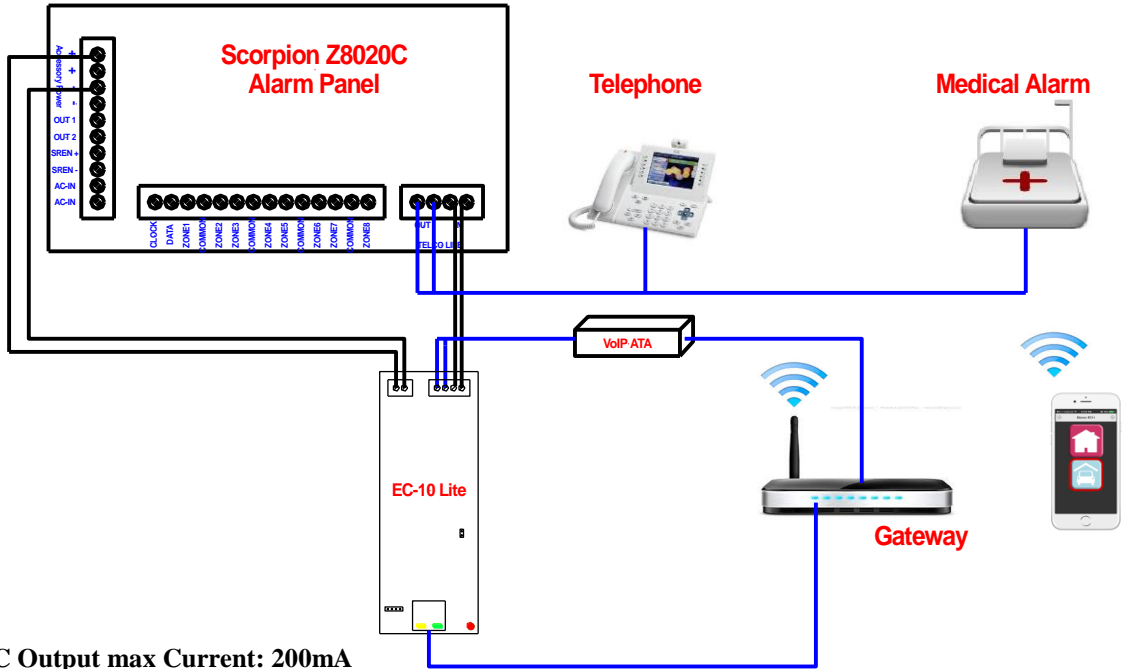 Scorpion Z8020C
Alarm Panel
Accessory Power
+
+
-
-
OUT 1
OUT 2
SREN +
SREN -
AC-IN
AC-IN
CLOCK
DATA
ZONE1
COMMON
ZONE2
ZONE3
COMMON
ZONE4
ZONE5
COMMON
ZONE6
ZONE7
COMMON
ZONE8
OUT
TELCO LINE
Telephone
Medical Alarm
VoIP ATA
EC-10 Lite
Gateway
C Output max Current: 200mA